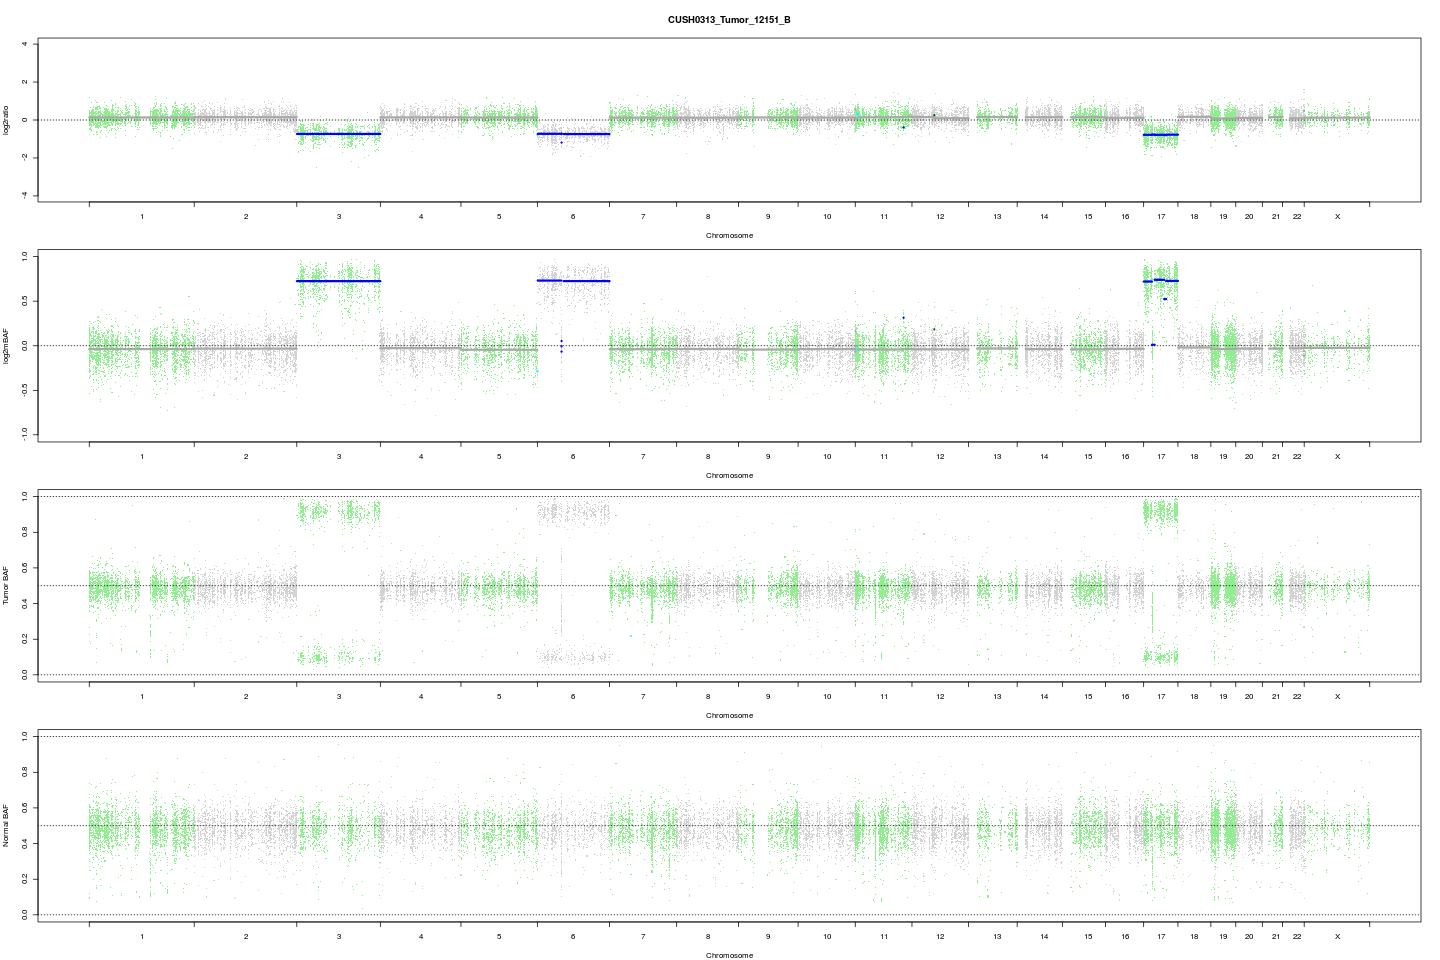 CUSH0313_Tumor_12151_B
log2ratio
4
2
0
-2
-4
1 2 3 4 5 6 7 8 9 10 11 12 13 14 15 16 17 18 19 20 21 22 X
Chromosome
log2mBAF
1.0
0.5
0.0
-0.5
-1.0
1 2 3 4 5 6 7 8 9 10 11 12 13 14 15 16 17 18 19 20 21 22 X
Chromosome
Tumor BAF
1.0
0.8
0.6
0.4
0.2
0.0
1 2 3 4 5 6 7 8 9 10 11 12 13 14 15 16 17 18 19 20 21 22 X
Chromosome
Normal BAF
1.0
0.8
0.6
0.4
0.2
0.0
1 2 3 4 5 6 7 8 9 10 11 12 13 14 15 16 17 18 19 20 21 22 X
Chromosome